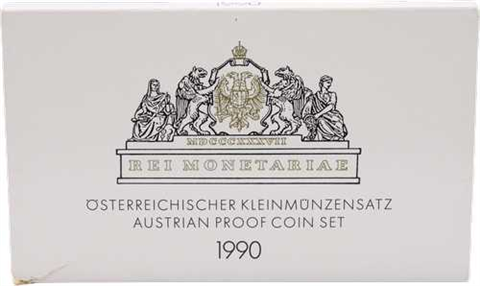 MDCCCXXXVII
REI MONETARIAE
ÖSTERREICHISCHER KLEINMÜNZENSATZ
AUSTRIAN PROOF COIN SET
1990